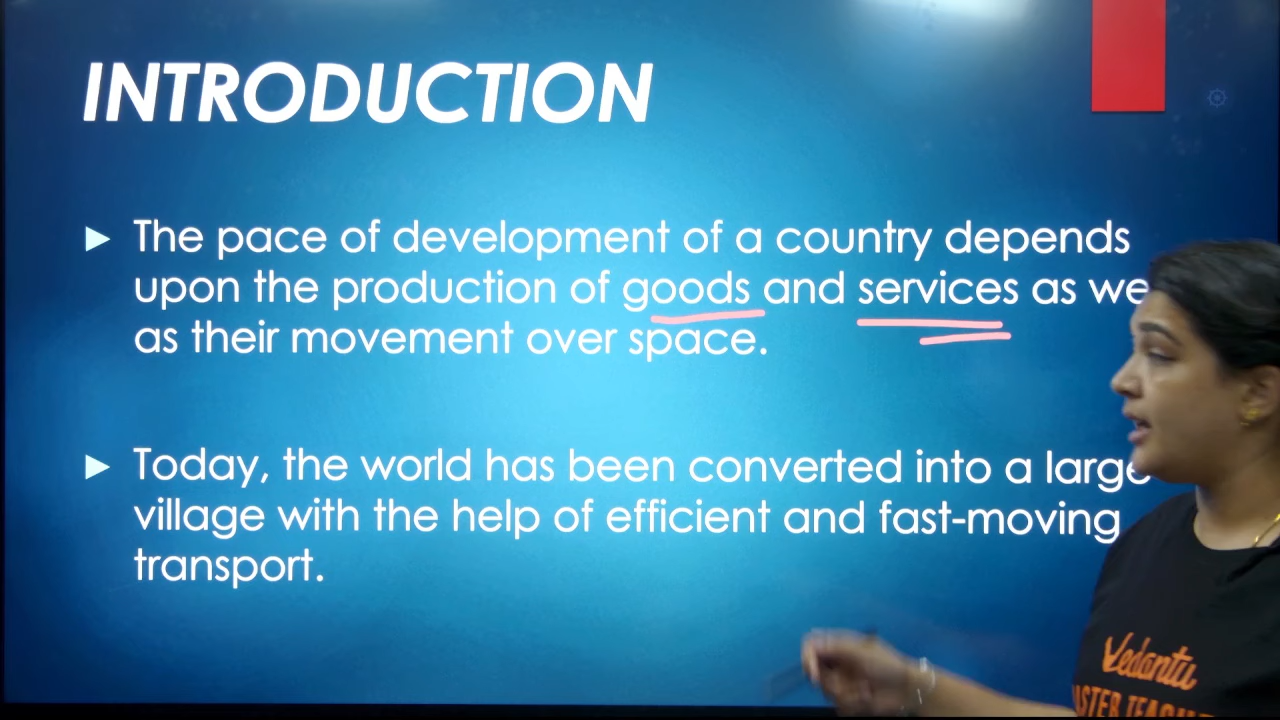 INTRODUCTION
▶ The pace of development of a country depends
upon the production of goods and services as we
as their movement over space.
▶ Today, the world has been converted into a large
village with the help of efficient and fast-moving
transport.
Vedantu